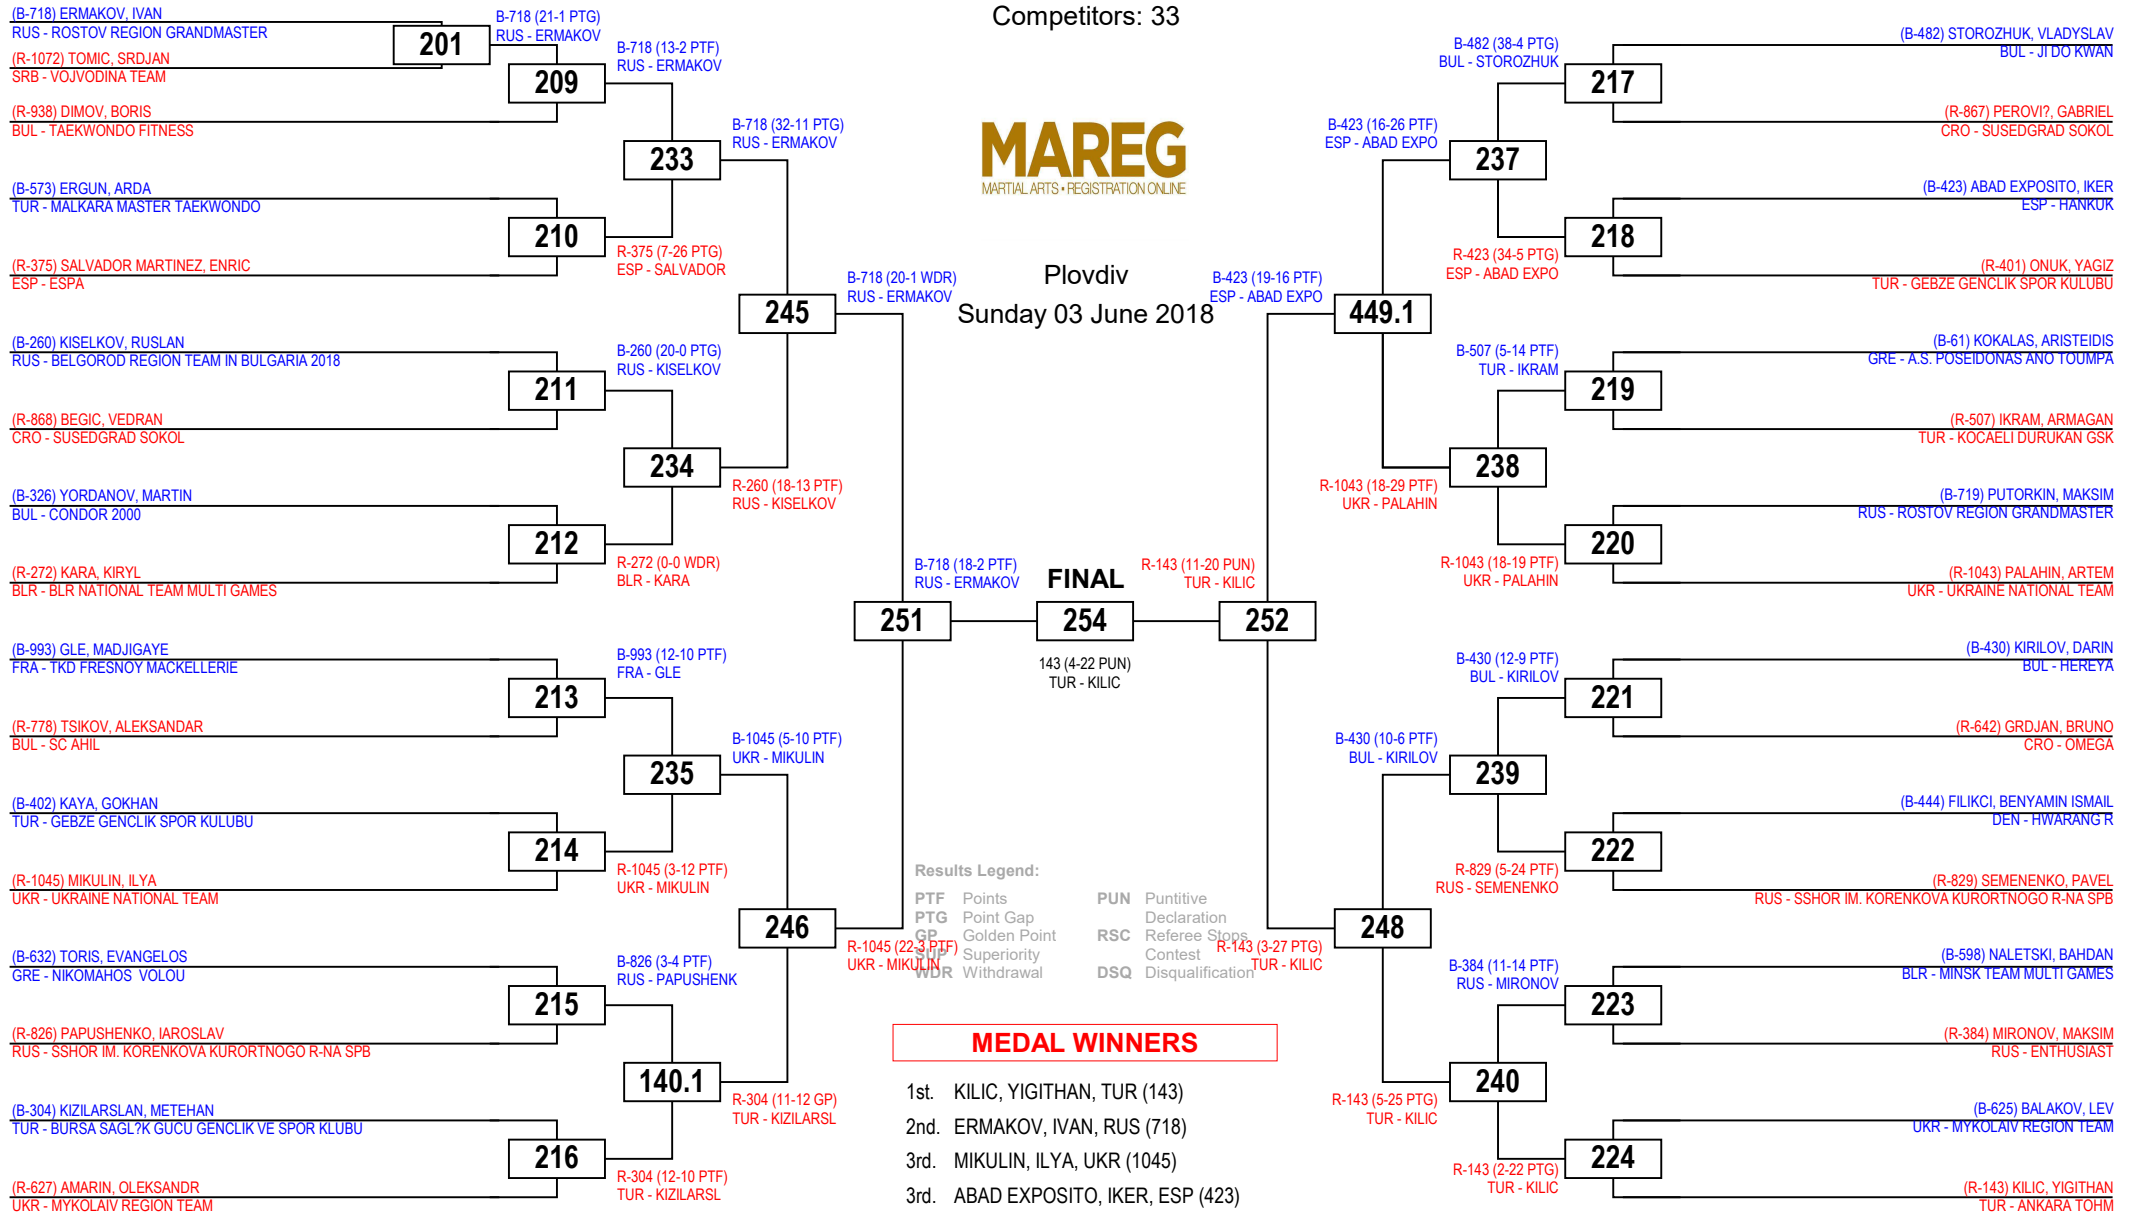 Competitors: 33
MAREG
MARTIAL ARTS • REGISTRATION ONLINE
Plovdiv
Sunday 03 June 2018
(B-718) ERMAKOV, IVAN
RUS - ROSTOV REGION GRANDMASTER
(R-1072) TOMIC, SRDJAN
SRB - VOJVODINA TEAM
(R-938) DIMOV, BORIS
BUL - TAEKWONDO FITNESS
(B-573) ERGUN, ARDA
TUR - MALKARA MASTER TAEKWONDO
(R-375) SALVADOR MARTINEZ, ENRIC
ESP - ESPA
(B-260) KISELKOV, RUSLAN
RUS - BELGOROD REGION TEAM IN BULGARIA 2018
(R-868) BEGIC, VEDRAN
CRO - SUSEDGRAD SOKOL
(B-326) YORDANOV, MARTIN
BUL - CONDOR 2000
(R-272) KARA, KIRYL
BLR - BLR NATIONAL TEAM MULTI GAMES
(B-993) GLE, MADJIGAYE
FRA - TKD FRESNOY MACKELLERIE
(R-778) TSIKOV, ALEKSANDAR
BUL - SC AHIL
(B-402) KAYA, GOKHAN
TUR - GEBZE GENCLIK SPOR KULUBU
(R-1045) MIKULIN, ILYA
UKR - UKRAINE NATIONAL TEAM
(B-632) TORIS, EVANGELOS
GRE - NIKOMAHOS VOLOU
(R-826) PAPUSHENKO, IAROSLAV
RUS - SSHOR IM. KORENKOVA KURORTNOGO R-NA SPB
(B-304) KIZILARSLAN, METEHAN
TUR - BURSA SAGL?K GUCU GENCLIK VE SPOR KLUBU
(R-627) AMARIN, OLEKSANDR
UKR - MYKOLAIV REGION TEAM
201
B-718 (21-1 PTG)
RUS - ERMAKOV
209
B-718 (13-2 PTF)
RUS - ERMAKOV
210
R-375 (7-26 PTG)
ESP - SALVADOR
211
B-260 (20-0 PTG)
RUS - KISELKOV
212
R-272 (0-0 WDR)
BLR - KARA
213
B-993 (12-10 PTF)
FRA - GLE
214
R-1045 (3-12 PTF)
UKR - MIKULIN
215
B-826 (3-4 PTF)
RUS - PAPUSHENK
216
R-304 (12-10 PTF)
TUR - KIZILARSL
233
B-718 (32-11 PTG)
RUS - ERMAKOV
234
R-260 (18-13 PTF)
RUS - KISELKOV
235
B-1045 (5-10 PTF)
UKR - MIKULIN
140.1
R-304 (11-12 GP)
TUR - KIZILARSL
245
B-718 (20-1 WDR)
RUS - ERMAKOV
246
R-1045 (22-3 PTF)
UKR - MIKULIN
251
B-718 (18-2 PTF)
RUS - ERMAKOV
FINAL
254
143 (4-22 PUN)
TUR - KILIC
R-143 (11-20 PUN)
TUR - KILIC
252
B-423 (19-16 PTF)
ESP - ABAD EXPO
449.1
R-143 (3-27 PTG)
TUR - KILIC
248
B-423 (16-26 PTF)
ESP - ABAD EXPO
237
R-1043 (18-29 PTF)
UKR - PALAHIN
238
B-430 (10-6 PTF)
BUL - KIRILOV
239
R-143 (5-25 PTG)
TUR - KILIC
240
B-482 (38-4 PTG)
BUL - STOROZHUK
217
R-423 (34-5 PTG)
ESP - ABAD EXPO
218
B-507 (5-14 PTF)
TUR - IKRAM
219
R-1043 (18-19 PTF)
UKR - PALAHIN
220
B-430 (12-9 PTF)
BUL - KIRILOV
221
R-829 (5-24 PTF)
RUS - SEMENENKO
222
B-384 (11-14 PTF)
RUS - MIRONOV
223
R-143 (2-22 PTG)
TUR - KILIC
224
(B-482) STOROZHUK, VLADYSLAV
BUL - JI DO KWAN
(R-867) PEROVI?, GABRIEL
CRO - SUSEDGRAD SOKOL
(B-423) ABAD EXPOSITO, IKER
ESP - HANKUK
(R-401) ONUK, YAGIZ
TUR - GEBZE GENCLIK SPOR KULUBU
(B-61) KOKALAS, ARISTEIDIS
GRE - A.S. POSEIDONAS ANO TOUMPA
(R-507) IKRAM, ARMAGAN
TUR - KOCAELI DURUKAN GSK
(B-719) PUTORKIN, MAKSIM
RUS - ROSTOV REGION GRANDMASTER
(R-1043) PALAHIN, ARTEM
UKR - UKRAINE NATIONAL TEAM
(B-430) KIRILOV, DARIN
BUL - HEREYA
(R-642) GRDJAN, BRUNO
CRO - OMEGA
(B-444) FILIKCI, BENYAMIN ISMAIL
DEN - HWARANG R
(R-829) SEMENENKO, PAVEL
RUS - SSHOR IM. KORENKOVA KURORTNOGO R-NA SPB
(B-598) NALETSKI, BAHDAN
BLR - MINSK TEAM MULTI GAMES
(R-384) MIRONOV, MAKSIM
RUS - ENTHUSIAST
(B-625) BALAKOV, LEV
UKR - MYKOLAIV REGION TEAM
(R-143) KILIC, YIGITHAN
TUR - ANKARA TOHM
Results Legend:
PTF Points
PTG Point Gap
GP Golden Point
SUP Superiority
WDR Withdrawal
PUN Puntitive
Declaration
RSC Referee Stops
Contest
DSQ Disqualification
MEDAL WINNERS
1st. KILIC, YIGITHAN, TUR (143)
2nd. ERMAKOV, IVAN, RUS (718)
3rd. MIKULIN, ILYA, UKR (1045)
3rd. ABAD EXPOSITO, IKER, ESP (423)